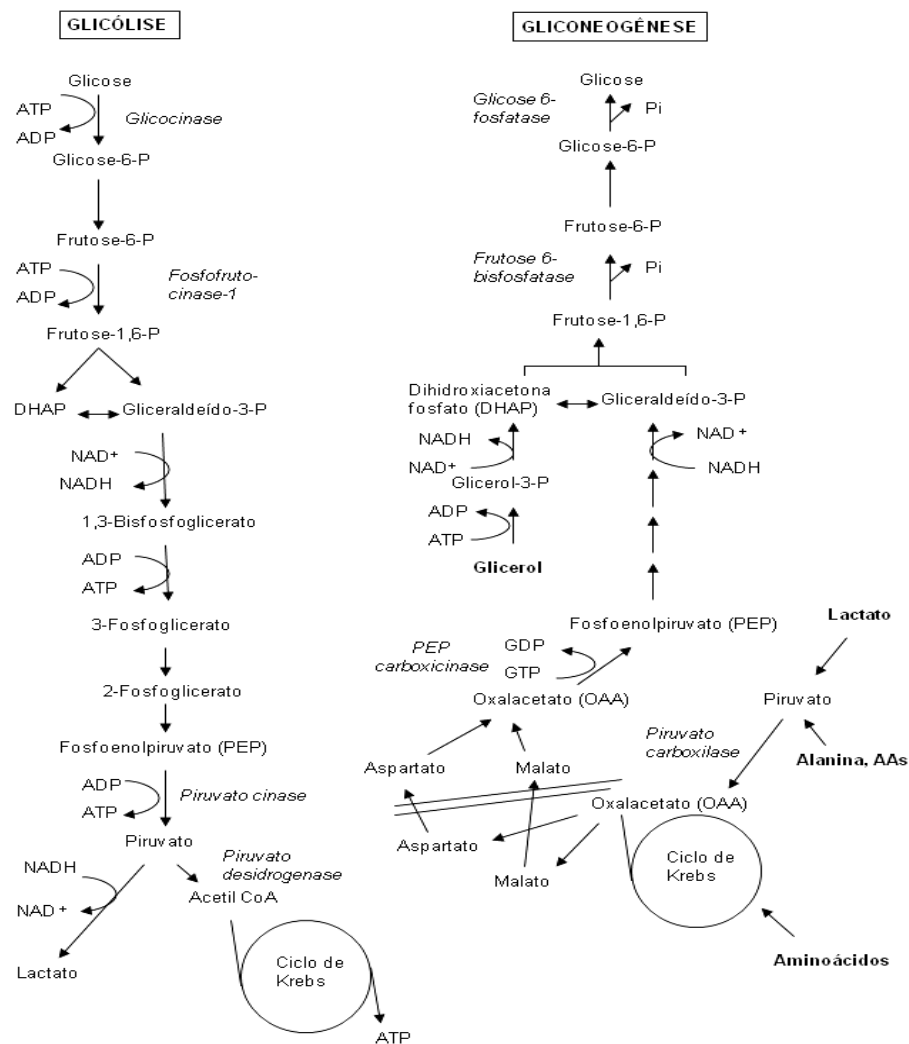 GLICÓLISE
Glicose
ATP
ADP
Glicocinase
Glicose-6-P
Frutose-6-P
ATP
ADP
Fosfofruto-
cinase-1
Frutose-1,6-P
DHAP
Gliceraldeído-3-P
NAD+
NADH
1,3-Bisfosfoglicerato
ADP
ATP
3-Fosfoglicerato
2-Fosfoglicerato
Fosfoenolpiruvato (PEP)
ADP
ATP
Piruvato cinase
Piruvato
NADH
NAD+
Lactato
Piruvato
desidrogenase
Acetil CoA
Ciclo de
Krebs
ATP
GLICONEOGÊNESE
Glicose
Glicose 6-
fosfatase
Pi
Glicose-6-P
Frutose-6-P
Frutose 6-
bisfosfatase
Pi
Frutose-1,6-P
Dihidroxiacetona
fosfato (DHAP)
Gliceraldeído-3-P
NADH
NAD+
NAD+
NADH
Glicerol-3-P
ADP
ATP
Glicerol
Fosfoenolpiruvato (PEP)
Lactato
PEP
carboxicinase
GDP
GTP
Oxalacetato (OAA)
Piruvato
Piruvato
carboxilase
Alanina, AAs
Aspartato
Malato
Oxalacetato (OAA)
Aspartato
Malato
Ciclo de
Krebs
Aminoácidos